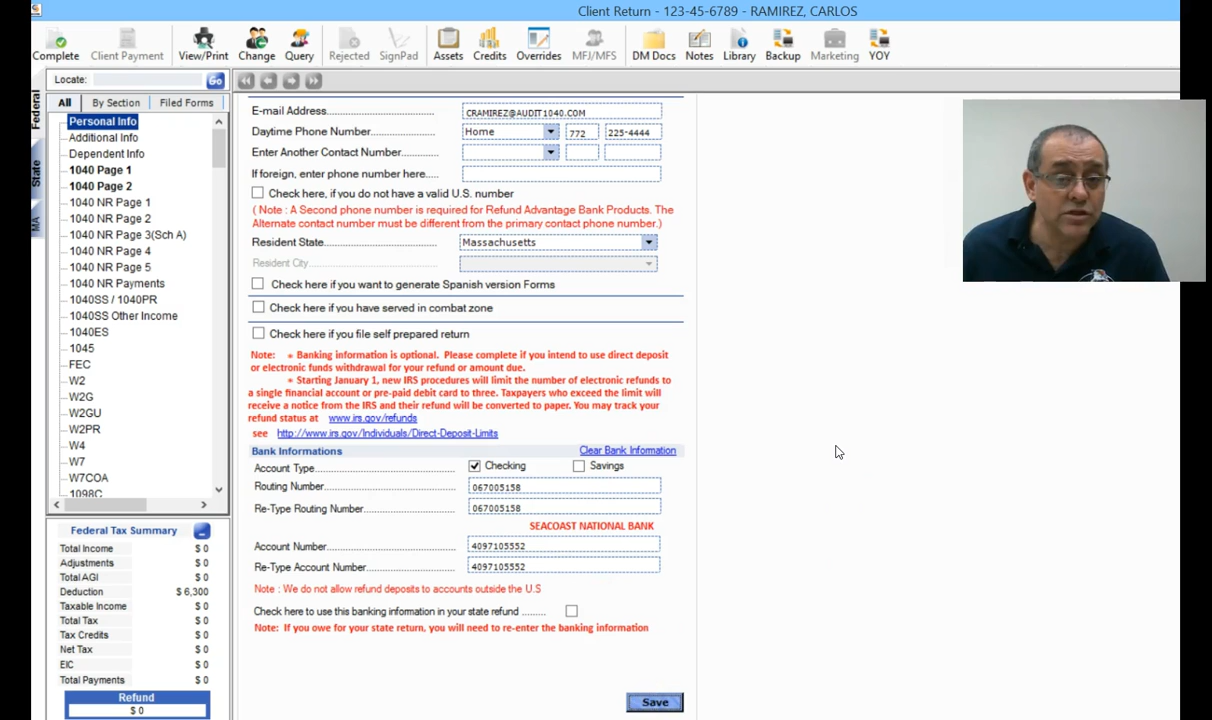 Client Return - 123-45-6789 - RAMIREZ, CARLOS
Complete Client Payment View/Print Change Query Rejected SignPad Assets Credits Overrides MFJ/MFS DM Docs Notes Library Backup Marketing YOY
Locate: Go
All By Section Filed Forms
Federal
State
MA
Personal Info
Additional Info
Dependent Info
1040 Page 1
1040 Page 2
1040 NR Page 1
1040 NR Page 2
1040 NR Page 3(Sch A)
1040 NR Page 4
1040 NR Page 5
1040 NR Payments
1040SS / 1040PR
1040SS Other Income
1040ES
1045
FEC
W2
W2G
W2GU
W2PR
W4
W7
W7COA
1098C
Federal Tax Summary
Total Income $ 0
Adjustments $ 0
Total AGI $ 0
Deduction $ 6,300
Taxable Income $ 0
Total Tax $ 0
Tax Credits $ 0
Net Tax $ 0
EIC $ 0
Total Payments $ 0
Refund
$ 0
E-mail Address CRAMIREZ@AUDIT1040.COM
Daytime Phone Number Home 772 225-4444
Enter Another Contact Number
If foreign, enter phone number here
Check here, if you do not have a valid U.S. number
( Note : A Second phone number is required for Refund Advantage Bank Products. The
Alternate contact number must be different from the primary contact phone number.)
Resident State Massachusetts
Resident City
Check here if you want to generate Spanish version Forms
Check here if you have served in combat zone
Check here if you file self prepared return
Note: * Banking information is optional. Please complete if you intend to use direct deposit
or electronic funds withdrawal for your refund or amount due.
* Starting January 1, new IRS procedures will limit the number of electronic refunds to
a single financial account or pre-paid debit card to three. Taxpayers who exceed the limit will
receive a notice from the IRS and their refund will be converted to paper. You may track your
refund status at www.irs.gov/refunds
see http://www.irs.gov/Individuals/Direct-Deposit-Limits
Bank Informations Clear Bank Information
Account Type Checking Savings
Routing Number 067005158
Re-Type Routing Number 067005158
SEACOAST NATIONAL BANK
Account Number 4097105552
Re-Type Account Number 4097105552
Note : We do not allow refund deposits to accounts outside the U.S
Check here to use this banking information in your state refund ........
Note: If you owe for your state return, you will need to re-enter the banking information
Save